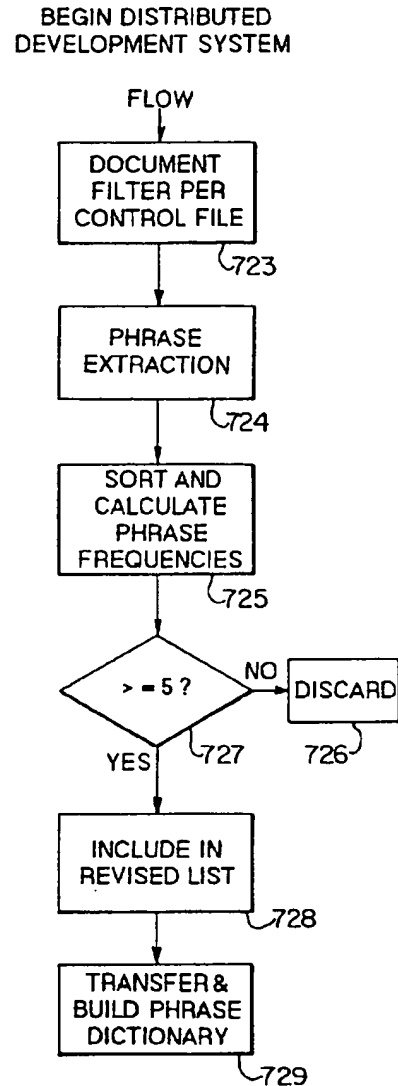 BEGIN DISTRIBUTED
DEVELOPMENT SYSTEM
FLOW
DOCUMENT
FILTER PER
CONTROL FILE
723
PHRASE
EXTRACTION
724
SORT AND
CALCULATE
PHRASE
FREQUENCIES
725
> = 5 ?
NO
DISCARD
727
726
YES
INCLUDE IN
REVISED LIST
728
TRANSFER &
BUILD PHRASE
DICTIONARY
729